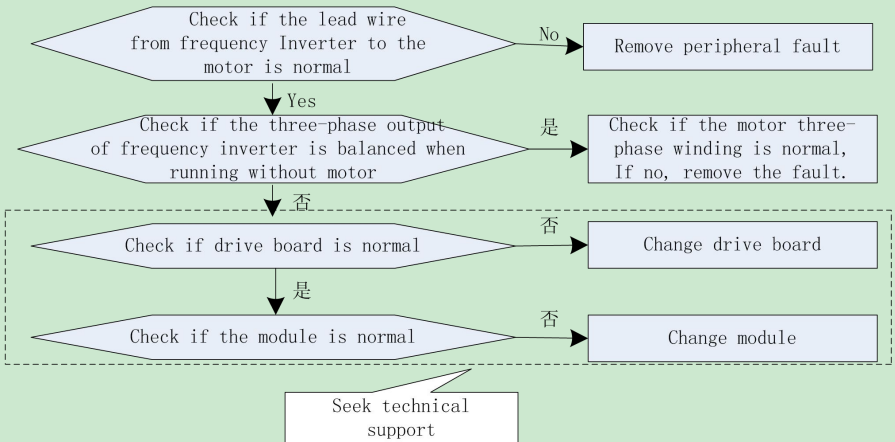 Check if the lead wire
from frequency Inverter to the
motor is normal
No
Remove peripheral fault
Yes
Check if the three-phase output
of frequency inverter is balanced when
running without motor
是
Check if the motor three-
phase winding is normal,
If no, remove the fault.
否
Check if drive board is normal
否
Change drive board
是
Check if the module is normal
否
Change module
Seek technical
support